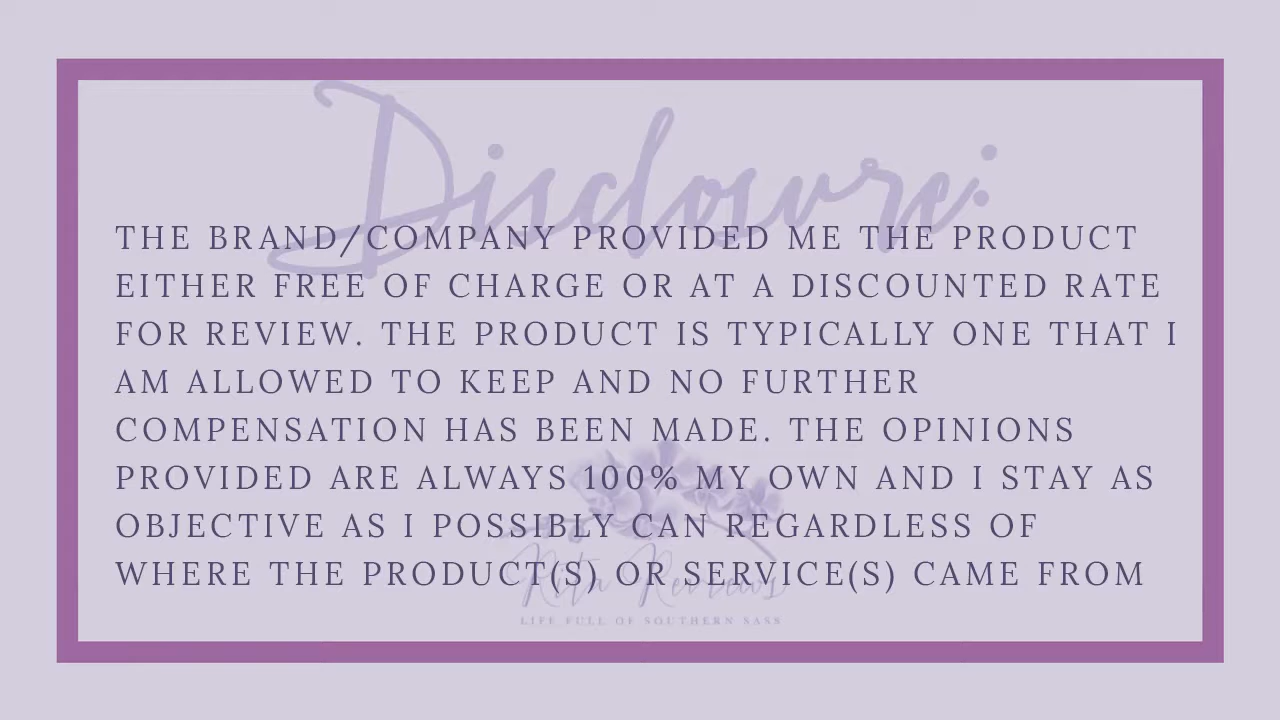 Disclosure:
THE BRAND/COMPANY PROVIDED ME THE PRODUCT
EITHER FREE OF CHARGE OR AT A DISCOUNTED RATE
FOR REVIEW. THE PRODUCT IS TYPICALLY ONE THAT I
AM ALLOWED TO KEEP AND NO FURTHER
COMPENSATION HAS BEEN MADE. THE OPINIONS
PROVIDED ARE ALWAYS 100% MY OWN AND I STAY AS
OBJECTIVE AS I POSSIBLY CAN REGARDLESS OF
WHERE THE PRODUCT(S) OR SERVICE(S) CAME FROM
Rita Reviews
LIFE FULL OF SOUTHERN SASS